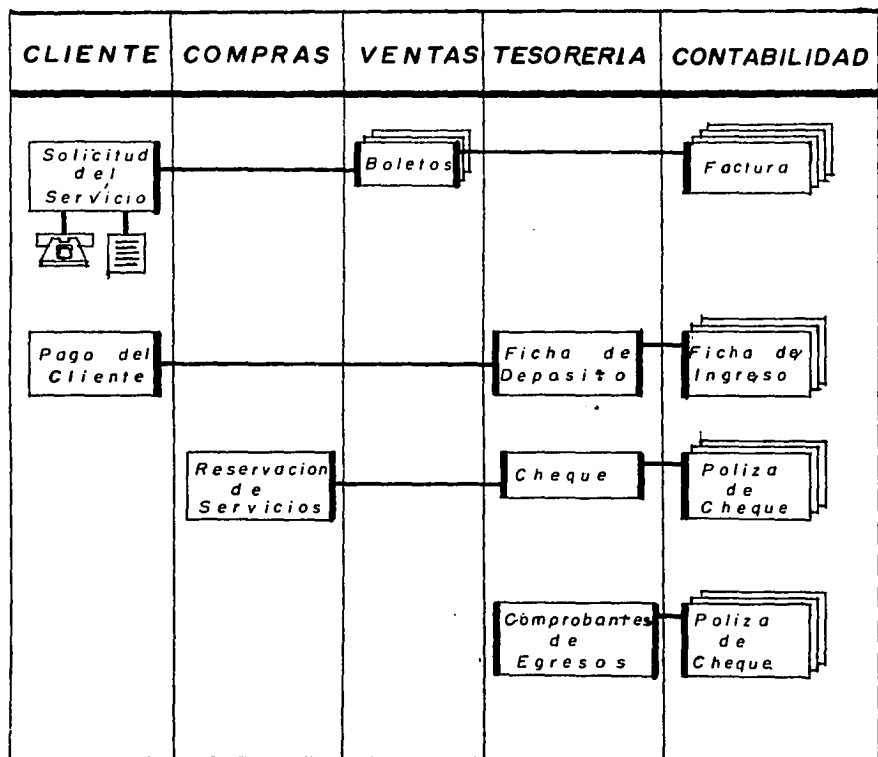 CLIENTE COMPRAS VENTAS TESORERIA CONTABILIDAD
Solicitud
del
Servicio
Boletos
Factura
Pago del
Cliente
Ficha de
Deposito
Ficha de
Ingreso
Reservacion
de
Servicios
Cheque
Poliza
de
Cheque
Comprobantes
de
Egresos
Poliza
de
Cheque